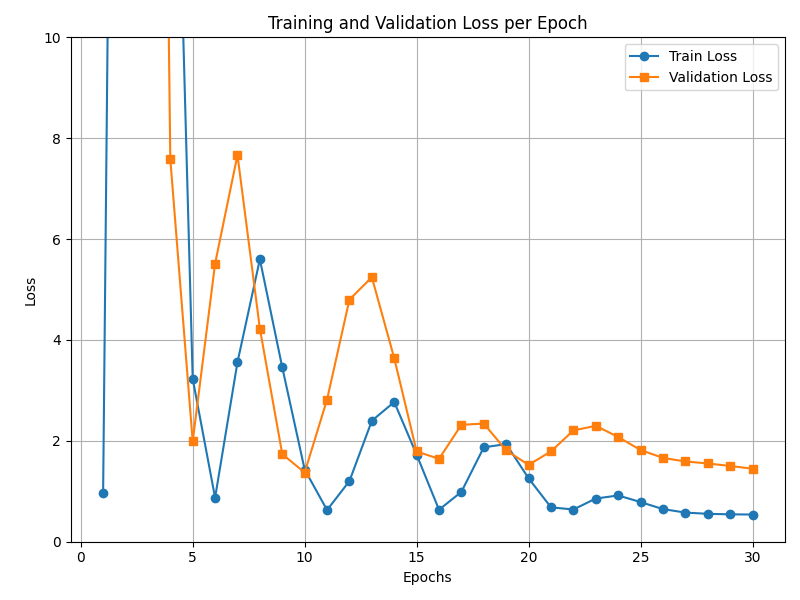 Training and Validation Loss per Epoch
Train Loss
Validation Loss
Loss
10
8
6
4
2
0
0 5 10 15 20 25 30
Epochs